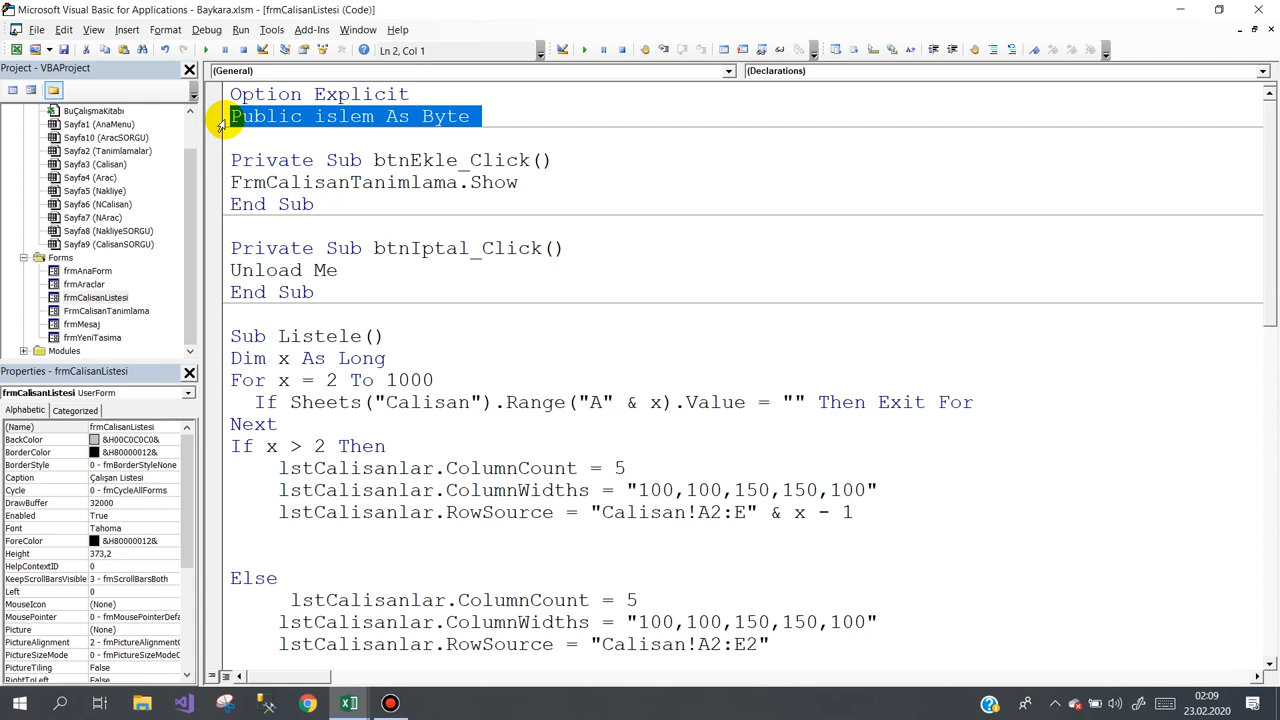 Microsoft Visual Basic for Applications - Baykara.xlsm - [frmCalisanListesi (Code)]
File Edit View Insert Format Debug Run Tools Add-Ins Window Help
Ln 2, Col 1
Project - VBAProject
BuÇalışmaKitabı
Sayfa1 (AnaMenu)
Sayfa10 (AracSORGU)
Sayfa2 (Tanimlamalar)
Sayfa3 (Calisan)
Sayfa4 (Arac)
Sayfa5 (Nakliye)
Sayfa6 (NCalisan)
Sayfa7 (NArac)
Sayfa8 (NakliyeSORGU)
Sayfa9 (CalisanSORGU)
Forms
frmAnaForm
frmAraclar
frmCalisanListesi
FrmCalisanTanimlama
frmMesaj
frmYeniTasima
Modules
Properties - frmCalisanListesi
frmCalisanListesi UserForm
Alphabetic Categorized
(Name) frmCalisanListesi
BackColor &H00C0C0C0&
BorderColor &H80000012&
BorderStyle 0 - fmBorderStyleNone
Caption Çalışan Listesi
Cycle 0 - fmCycleAllForms
DrawBuffer 32000
Enabled True
Font Tahoma
ForeColor &H80000012&
Height 373,2
HelpContextID 0
KeepScrollBarsVisible 3 - fmScrollBarsBoth
Left 0
MouseIcon (None)
MousePointer 0 - fmMousePointerDefa
Picture (None)
PictureAlignment 2 - fmPictureAlignmentC
PictureSizeMode 0 - fmPictureSizeModeC
PictureTiling False
RightToLeft False
(General) (Declarations)
Option Explicit
Public islem As Byte
Private Sub btnEkle_Click()
FrmCalisanTanimlama.Show
End Sub
Private Sub btnIptal_Click()
Unload Me
End Sub
Sub Listele()
Dim x As Long
For x = 2 To 1000
If Sheets("Calisan").Range("A" & x).Value = "" Then Exit For
Next
If x > 2 Then
lstCalisanlar.ColumnCount = 5
lstCalisanlar.ColumnWidths = "100,100,150,150,100"
lstCalisanlar.RowSource = "Calisan!A2:E" & x - 1
Else
lstCalisanlar.ColumnCount = 5
lstCalisanlar.ColumnWidths = "100,100,150,150,100"
lstCalisanlar.RowSource = "Calisan!A2:E2"
02:09
23.02.2020